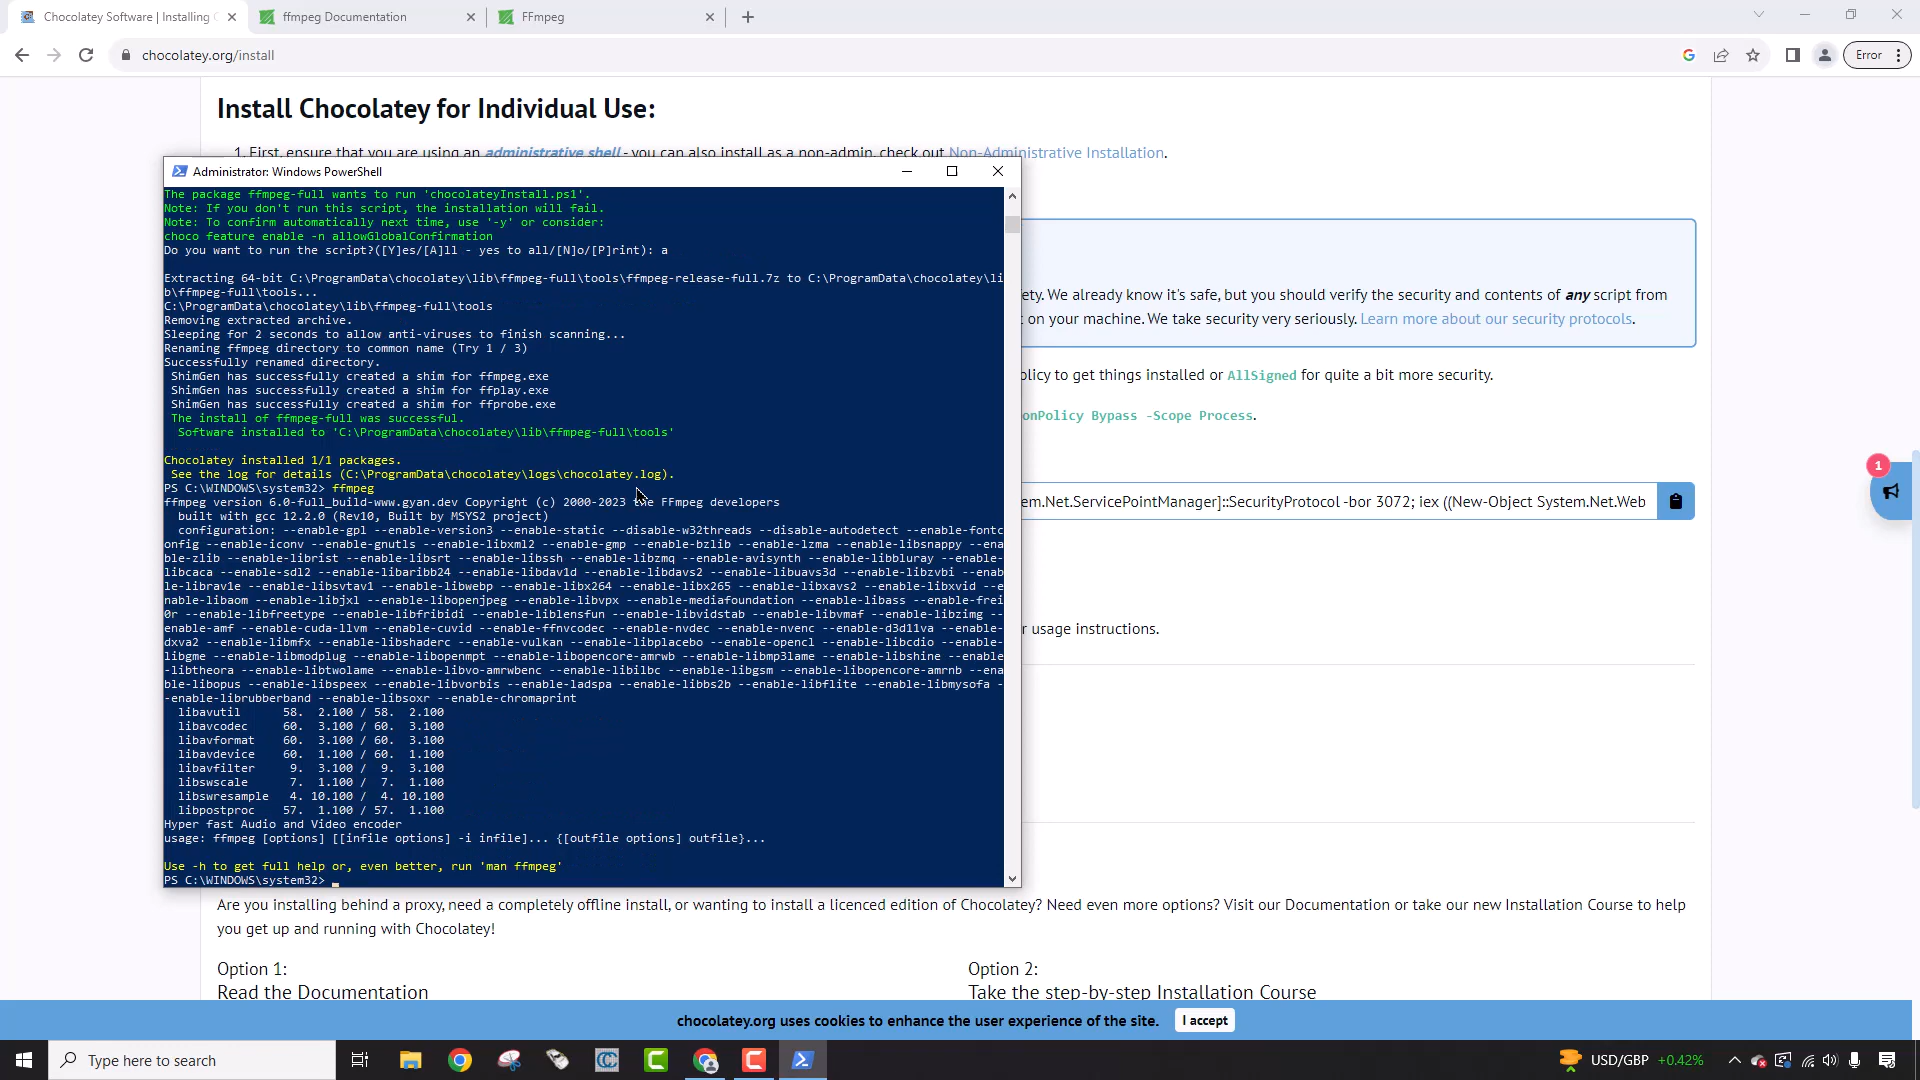 Chocolatey Software | Installing C
ffmpeg Documentation
FFmpeg
chocolatey.org/install
Error
Install Chocolatey for Individual Use:
1. First, ensure that you are using an administrative shell - you can also install as a non-admin, check out Non-Administrative Installation.
Administrator: Windows PowerShell
The package ffmpeg-full wants to run 'chocolateyInstall.ps1'.
Note: If you don't run this script, the installation will fail.
Note: To confirm automatically next time, use '-y' or consider:
choco feature enable -n allowGlobalConfirmation
Do you want to run the script?([Y]es/[A]ll - yes to all/[N]o/[P]rint): a
Extracting 64-bit C:\ProgramData\chocolatey\lib\ffmpeg-full\tools\ffmpeg-release-full.7z to C:\ProgramData\chocolatey\li
b\ffmpeg-full\tools...
C:\ProgramData\chocolatey\lib\ffmpeg-full\tools
Removing extracted archive.
Sleeping for 2 seconds to allow anti-viruses to finish scanning...
Renaming ffmpeg directory to common name (Try 1 / 3)
Successfully renamed directory.
ShimGen has successfully created a shim for ffmpeg.exe
ShimGen has successfully created a shim for ffplay.exe
ShimGen has successfully created a shim for ffprobe.exe
The install of ffmpeg-full was successful.
Software installed to 'C:\ProgramData\chocolatey\lib\ffmpeg-full\tools'
Chocolatey installed 1/1 packages.
See the log for details (C:\ProgramData\chocolatey\logs\chocolatey.log).
PS C:\WINDOWS\system32> ffmpeg
ffmpeg version 6.0-full_build-www.gyan.dev Copyright (c) 2000-2023 the FFmpeg developers
built with gcc 12.2.0 (Rev10, Built by MSYS2 project)
configuration: --enable-gpl --enable-version3 --enable-static --disable-w32threads --disable-autodetect --enable-fontc
onfig --enable-iconv --enable-gnutls --enable-libxml2 --enable-gmp --enable-bzlib --enable-lzma --enable-libsnappy --ena
ble-zlib --enable-librist --enable-libsrt --enable-libssh --enable-libzmq --enable-avisynth --enable-libbluray --enable-
libcaca --enable-sdl2 --enable-libaribb24 --enable-libdav1d --enable-libdavs2 --enable-libuavs3d --enable-libzvbi --enab
le-librav1e --enable-libsvtav1 --enable-libwebp --enable-libx264 --enable-libx265 --enable-libxavs2 --enable-libxvid --e
nable-libaom --enable-libjxl --enable-libopenjpeg --enable-libvpx --enable-mediafoundation --enable-libass --enable-frei
0r --enable-libfreetype --enable-libfribidi --enable-liblensfun --enable-libvidstab --enable-libvmaf --enable-libzimg --
enable-amf --enable-cuda-llvm --enable-cuvid --enable-ffnvcodec --enable-nvdec --enable-nvenc --enable-d3d11va --enable-
dxva2 --enable-libmfx --enable-libshaderc --enable-vulkan --enable-libplacebo --enable-opencl --enable-libcdio --enable-
libgme --enable-libmodplug --enable-libopenmpt --enable-libopencore-amrwb --enable-libmp3lame --enable-libshine --enable
-libtheora --enable-libtwolame --enable-libvo-amrwbenc --enable-libilbc --enable-libgsm --enable-libopencore-amrnb --ena
ble-libopus --enable-libspeex --enable-libvorbis --enable-ladspa --enable-libbs2b --enable-libflite --enable-libmysofa -
-enable-librubberband --enable-libsoxr --enable-chromaprint
libavutil 58. 2.100 / 58. 2.100
libavcodec 60. 3.100 / 60. 3.100
libavformat 60. 3.100 / 60. 3.100
libavdevice 60. 1.100 / 60. 1.100
libavfilter 9. 3.100 / 9. 3.100
libswscale 7. 1.100 / 7. 1.100
libswresample 4. 10.100 / 4. 10.100
libpostproc 57. 1.100 / 57. 1.100
Hyper fast Audio and Video encoder
usage: ffmpeg [options] [[infile options] -i infile]... {[outfile options] outfile}...
Use -h to get full help or, even better, run 'man ffmpeg'
PS C:\WINDOWS\system32>
ety. We already know it's safe, but you should verify the security and contents of any script from
on your machine. We take security very seriously. Learn more about our security protocols.
olicy to get things installed or AllSigned for quite a bit more security.
onPolicy Bypass -Scope Process.
1
em.Net.ServicePointManager]::SecurityProtocol -bor 3072; iex ((New-Object System.Net.Web
r usage instructions.
Are you installing behind a proxy, need a completely offline install, or wanting to install a licenced edition of Chocolatey? Need even more options? Visit our Documentation or take our new Installation Course to help
you get up and running with Chocolatey!
Option 1:
Read the Documentation
Option 2:
Take the step-by-step Installation Course
chocolatey.org uses cookies to enhance the user experience of the site.
I accept
Type here to search
USD/GBP +0.42%